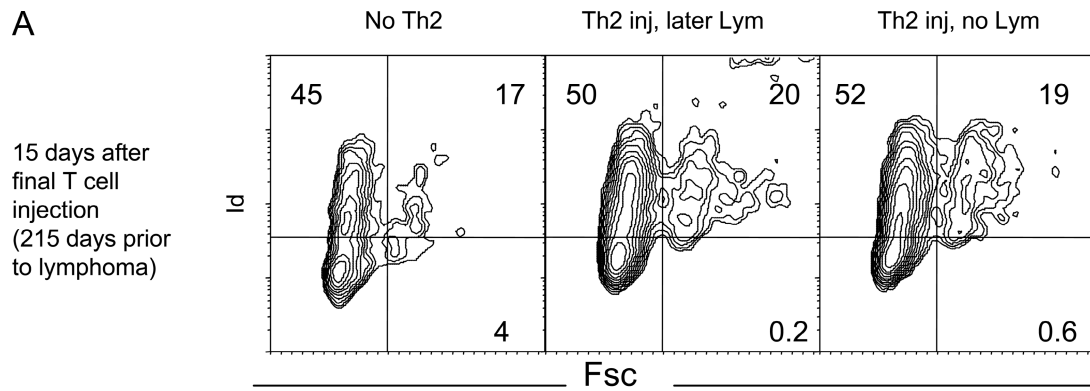 A
No Th2
Th2 inj, later Lym
Th2 inj, no Lym
45
17
50
20
52
19
15 days after
final T cell
injection
(215 days prior
to lymphoma)
Id
4
0.2
0.6
Fsc